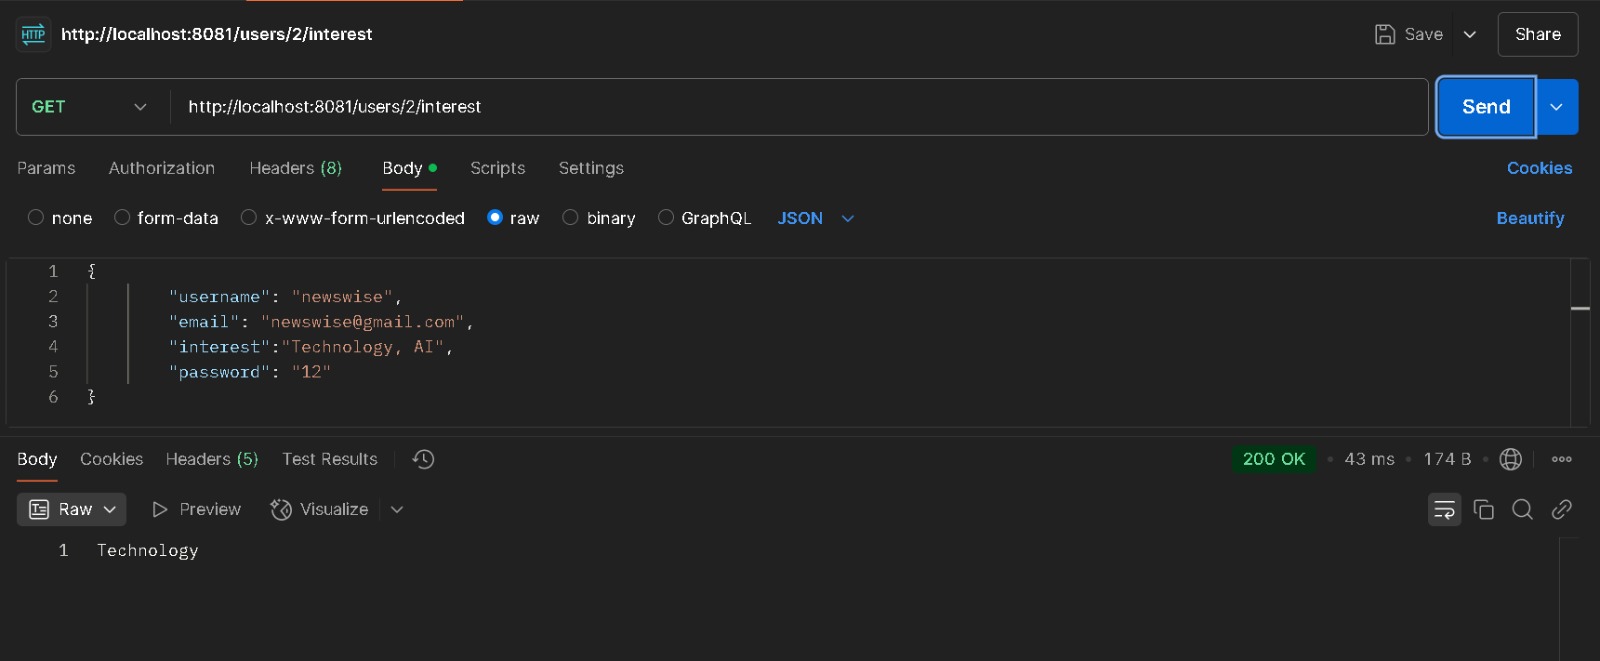 HTTP http://localhost:8081/users/2/interest Save Share
GET http://localhost:8081/users/2/interest Send
Params Authorization Headers (8) Body Scripts Settings Cookies
none form-data x-www-form-urlencoded raw binary GraphQL JSON Beautify
1 {
2 "username": "newswise",
3 "email": "newswise@gmail.com",
4 "interest":"Technology, AI",
5 "password": "12"
6 }
Body Cookies Headers (5) Test Results 200 OK • 43 ms • 174 B •
Raw Preview Visualize
1 Technology